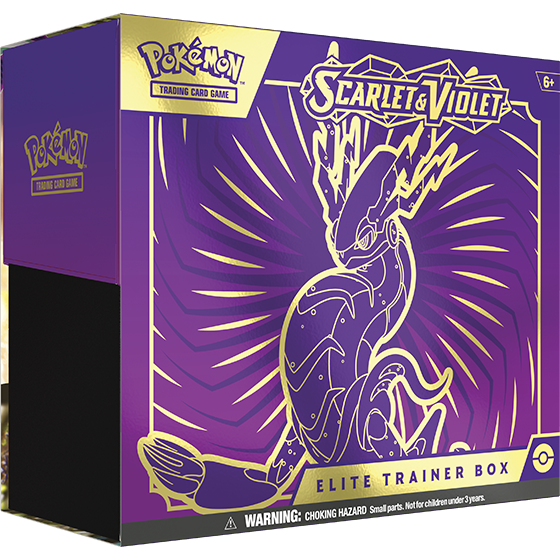 Pokémon
TRADING CARD GAME
SCARLET & VIOLET
6+
Pokémon
TRADING CARD GAME
ELITE TRAINER BOX
WARNING: CHOKING HAZARD Small parts. Not for children under 3 years.